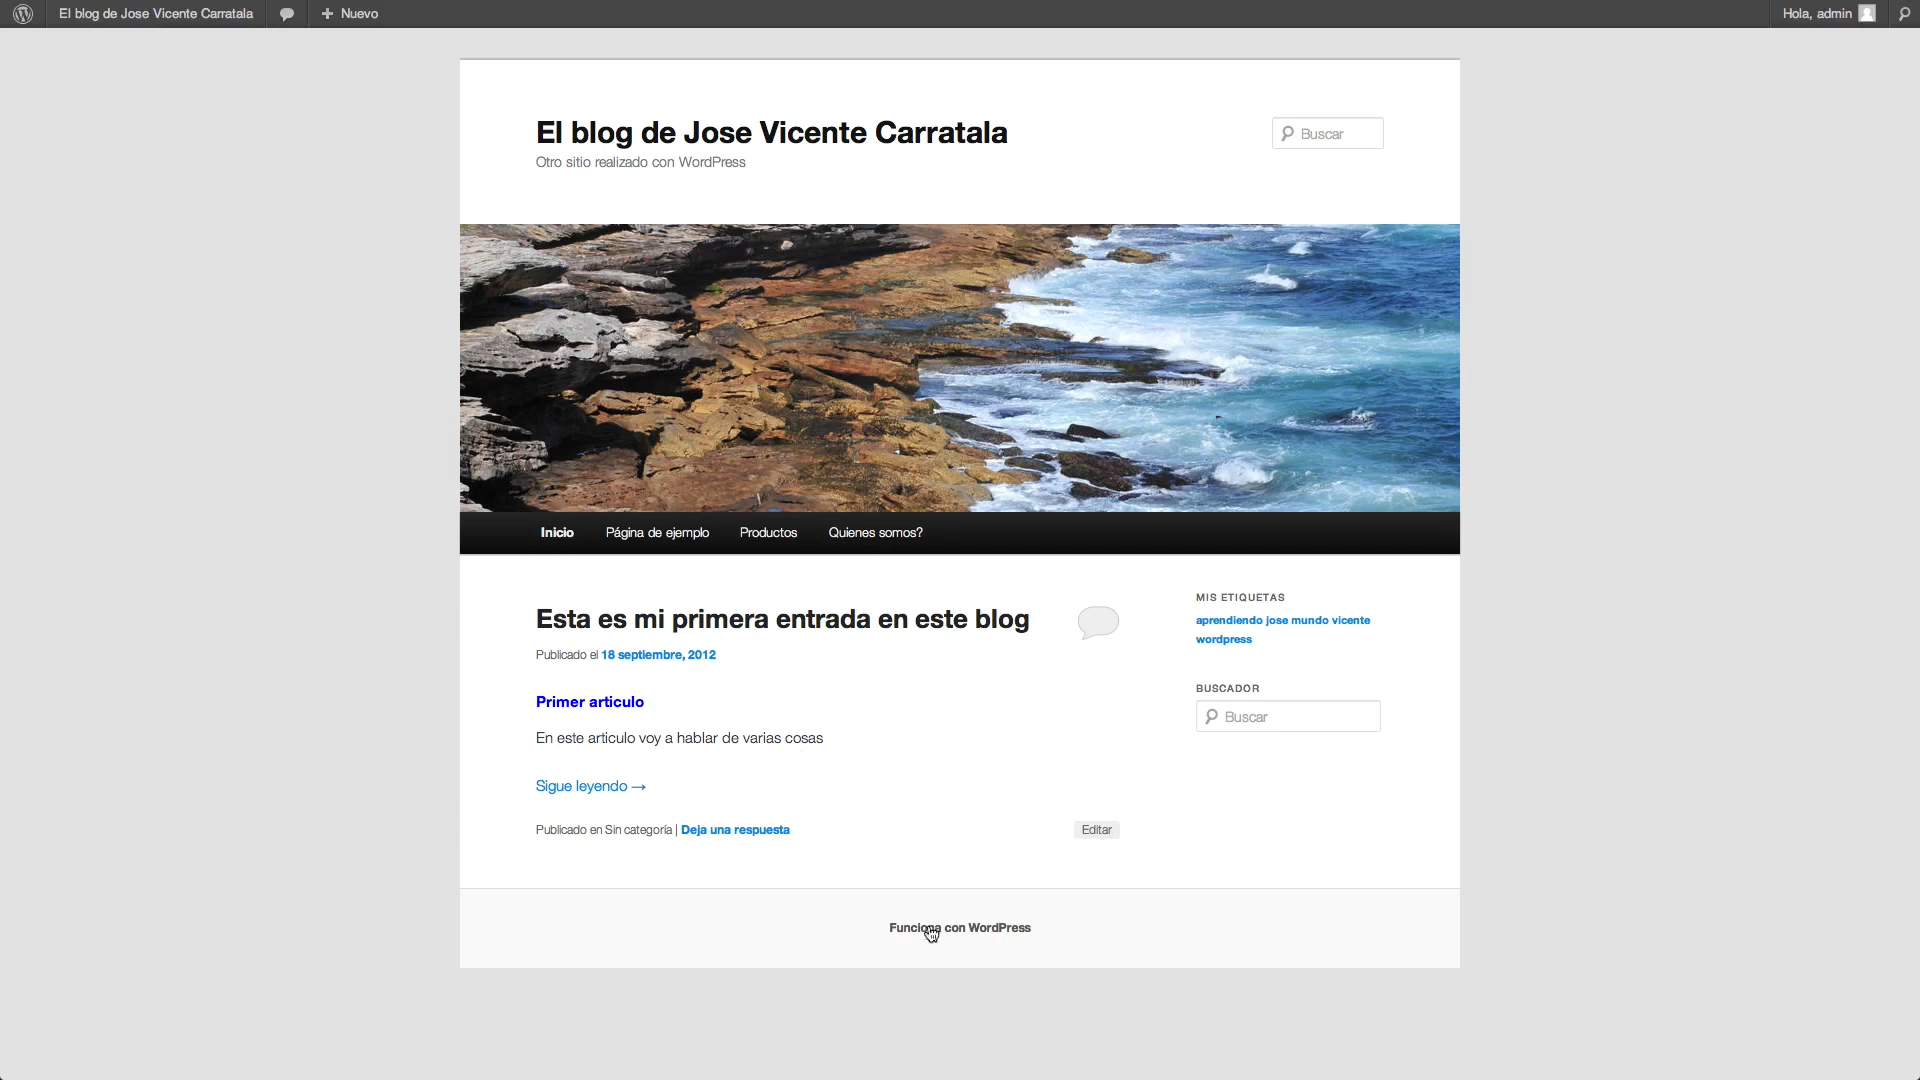 El blog de Jose Vicente Carratala
Nuevo
Hola, admin
El blog de Jose Vicente Carratala
Otro sitio realizado con WordPress
Buscar
Inicio
Página de ejemplo
Productos
Quienes somos?
Esta es mi primera entrada en este blog
Publicado el 18 septiembre, 2012
Primer articulo
En este articulo voy a hablar de varias cosas
Sigue leyendo →
Publicado en Sin categoría | Deja una respuesta
Editar
MIS ETIQUETAS
aprendiendo jose mundo vicente
wordpress
BUSCADOR
Buscar
Funciona con WordPress